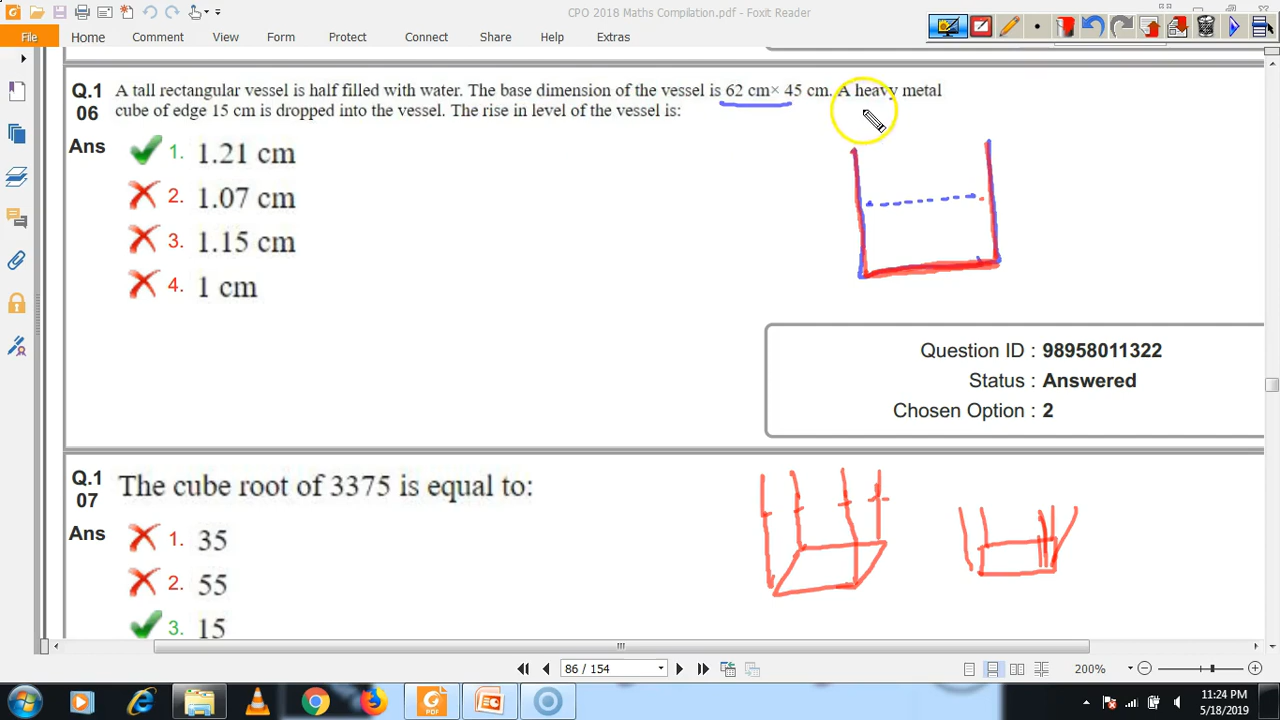 CPO 2018 Maths Compilation.pdf - Foxit Reader
File Home Comment View Form Protect Connect Share Help Extras
Q.1 06
A tall rectangular vessel is half filled with water. The base dimension of the vessel is 62 cm× 45 cm. A heavy metal
cube of edge 15 cm is dropped into the vessel. The rise in level of the vessel is:
Ans
1. 1.21 cm
2. 1.07 cm
3. 1.15 cm
4. 1 cm
Question ID : 98958011322
Status : Answered
Chosen Option : 2
Q.1 07
The cube root of 3375 is equal to:
Ans
1. 35
2. 55
3. 15
86 / 154
200%
11:24 PM
5/18/2019